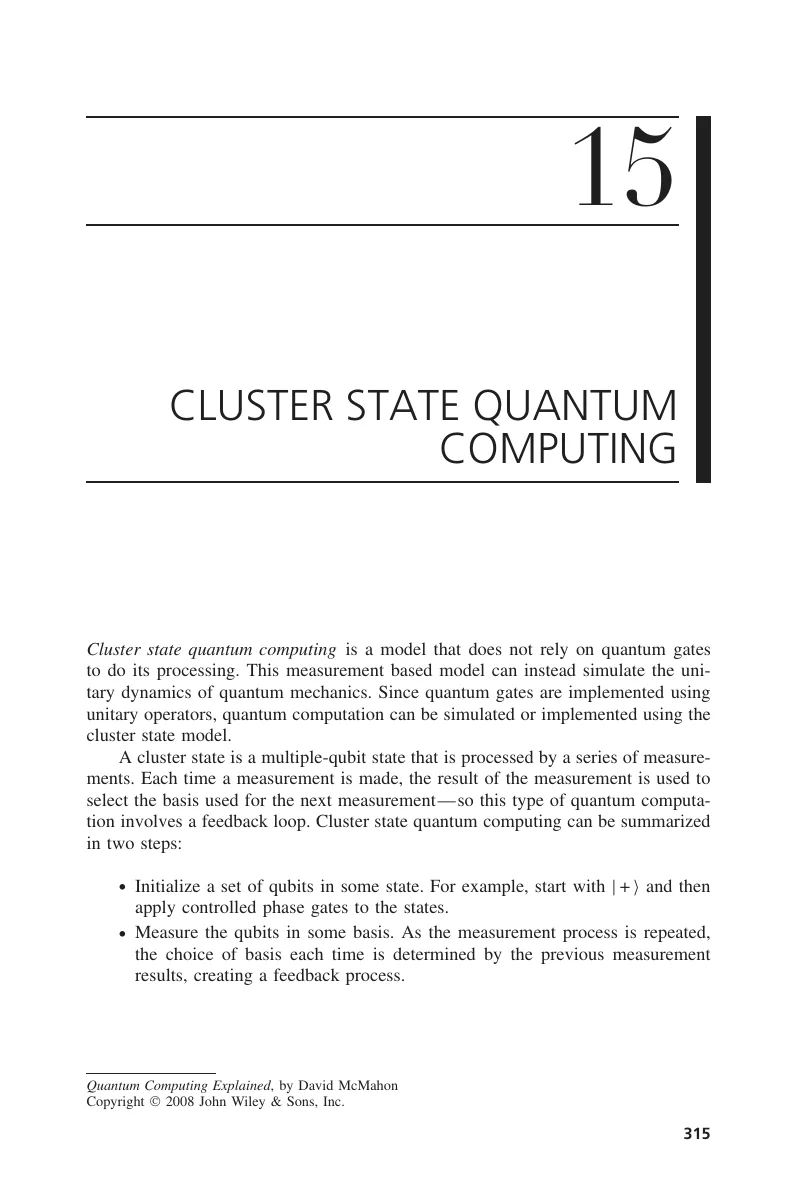 15
CLUSTER STATE QUANTUM
COMPUTING
Cluster state quantum computing is a model that does not rely on quantum gates
to do its processing. This measurement based model can instead simulate the uni-
tary dynamics of quantum mechanics. Since quantum gates are implemented using
unitary operators, quantum computation can be simulated or implemented using the
cluster state model.
A cluster state is a multiple-qubit state that is processed by a series of measure-
ments. Each time a measurement is made, the result of the measurement is used to
select the basis used for the next measurement—so this type of quantum computa-
tion involves a feedback loop. Cluster state quantum computing can be summarized
in two steps:
• Initialize a set of qubits in some state. For example, start with |+⟩ and then
apply controlled phase gates to the states.
• Measure the qubits in some basis. As the measurement process is repeated,
the choice of basis each time is determined by the previous measurement
results, creating a feedback process.
Quantum Computing Explained, by David McMahon
Copyright © 2008 John Wiley & Sons, Inc.
315